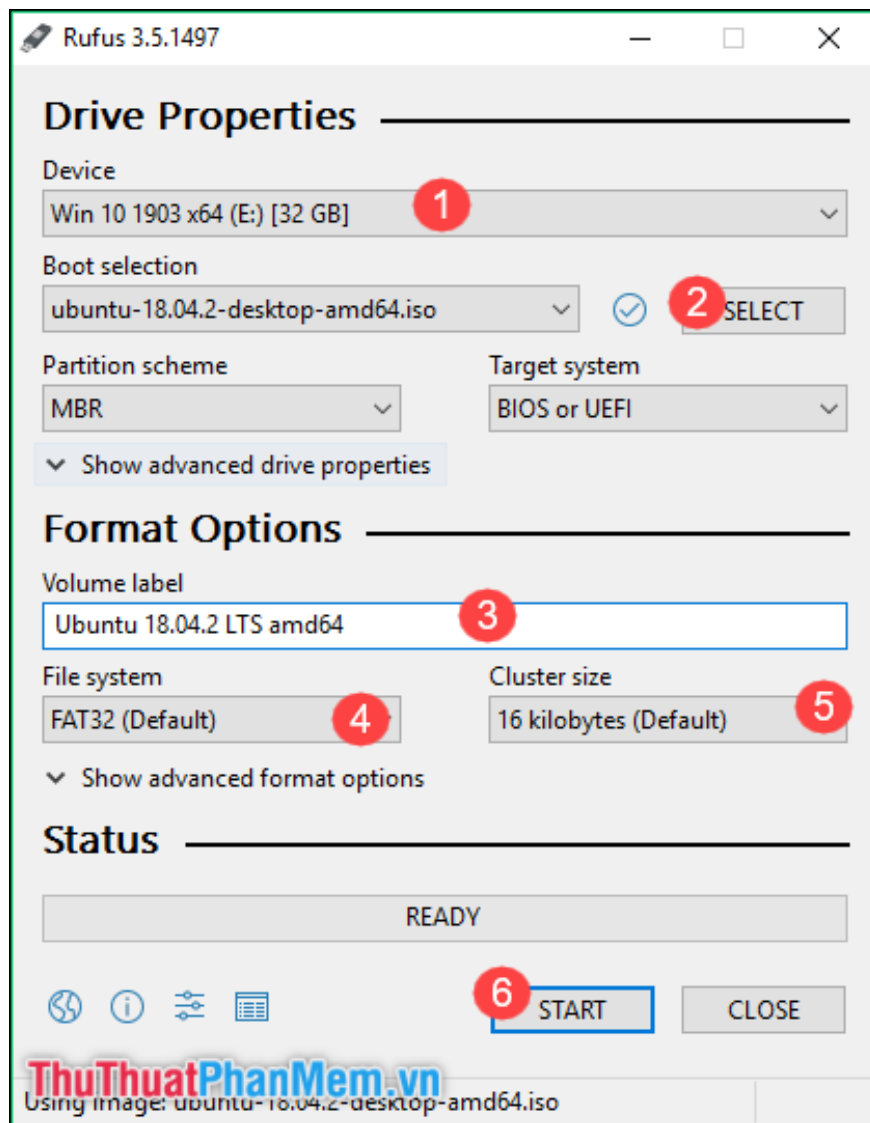 Rufus 3.5.1497
Drive Properties
Device
Win 10 1903 x64 (E:) [32 GB]
1
Boot selection
ubuntu-18.04.2-desktop-amd64.iso
2
SELECT
Partition scheme
Target system
MBR
BIOS or UEFI
Show advanced drive properties
Format Options
Volume label
Ubuntu 18.04.2 LTS amd64
3
File system
Cluster size
FAT32 (Default)
4
16 kilobytes (Default)
5
Show advanced format options
Status
READY
6
START
CLOSE
ThuThuatPhanMem.vn
Using image: ubuntu-18.04.2-desktop-amd64.iso